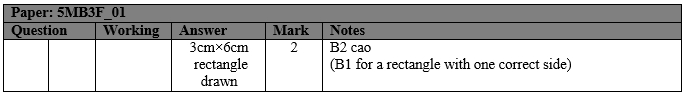 Paper: 5MB3F_01
Question Working Answer Mark Notes
3cm×6cm 2 B2 cao
rectangle (B1 for a rectangle with one correct side)
drawn